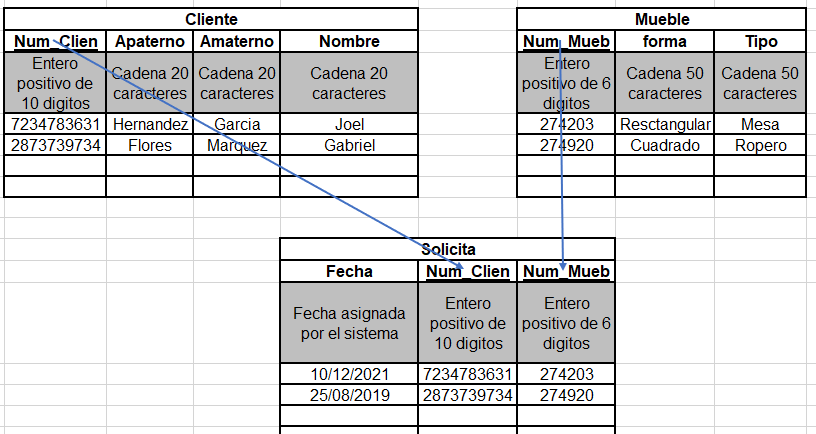 Cliente
Num_Clien Apaterno Amaterno Nombre
Entero positivo de 10 digitos Cadena 20 caracteres Cadena 20 caracteres Cadena 20 caracteres
7234783631 Hernandez Garcia Joel
2873739734 Flores Marquez Gabriel
Mueble
Num_Mueb forma Tipo
Entero positivo de 6 digitos Cadena 50 caracteres Cadena 50 caracteres
274203 Resctangular Mesa
274920 Cuadrado Ropero
Solicita
Fecha Num_Clien Num_Mueb
Fecha asignada por el sistema Entero positivo de 10 digitos Entero positivo de 6 digitos
10/12/2021 7234783631 274203
25/08/2019 2873739734 274920